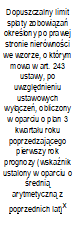 Dopuszczalny limit
spłaty zobowiązań
określony po prawej
stronie nierówności
we wzorze, o którym
mowa w art. 243
ustawy, po
uwzględnieniu
ustawowych
wyłączeń, obliczony
w oparciu o plan 3
kwartału roku
poprzedzającego
pierwszy rok
prognozy (wskaźnik
ustalony w oparciu o
średnią
arytmetyczną z
poprzednich lat)x